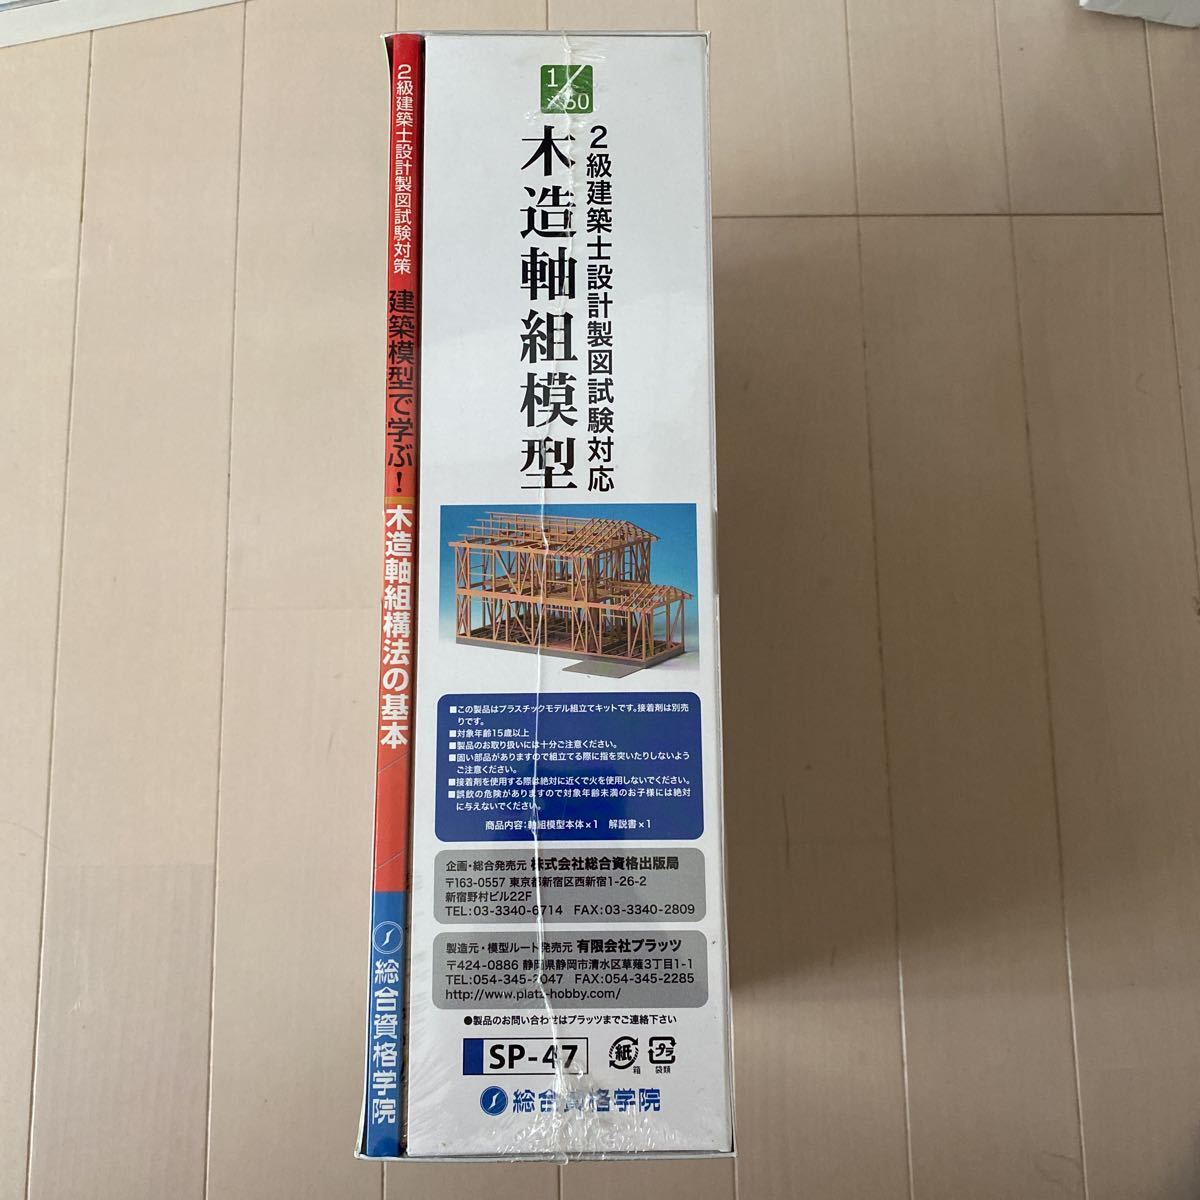 2級建築士設計製図試験対策
建築模型で学ぶ!
木造軸組構法の基本
総合資格学院
1/
50
2級建築士設計製図試験対応
木造軸組模型
■この製品はプラスチックモデル組立てキットです。接着剤は別売
りです。
■対象年齢15歳以上
■製品のお取り扱いには十分ご注意ください。
■固い部品がありますので組立てる際に指を突いたりしないよう
ご注意ください。
■接着剤を使用する際は絶対に近くで火を使用しないでください。
■誤飲の危険がありますので対象年齢未満のお子様には絶対
に与えないでください。
商品内容:軸組模型本体×1 解説書×1
企画・総合発売元 株式会社総合資格出版局
〒163-0557 東京都新宿区西新宿1-26-2
新宿野村ビル22F
TEL:03-3340-6714 FAX:03-3340-2809
製造元・模型ルート発売元 有限会社プラッツ
〒424-0886 静岡県静岡市清水区草薙3丁目1-1
TEL:054-345-2047 FAX:054-345-2285
http://www.platz-hobby.com/
●製品のお問い合わせはプラッツまでご連絡下さい
SP-47
紙
箱
プラ
袋類
総合資格学院